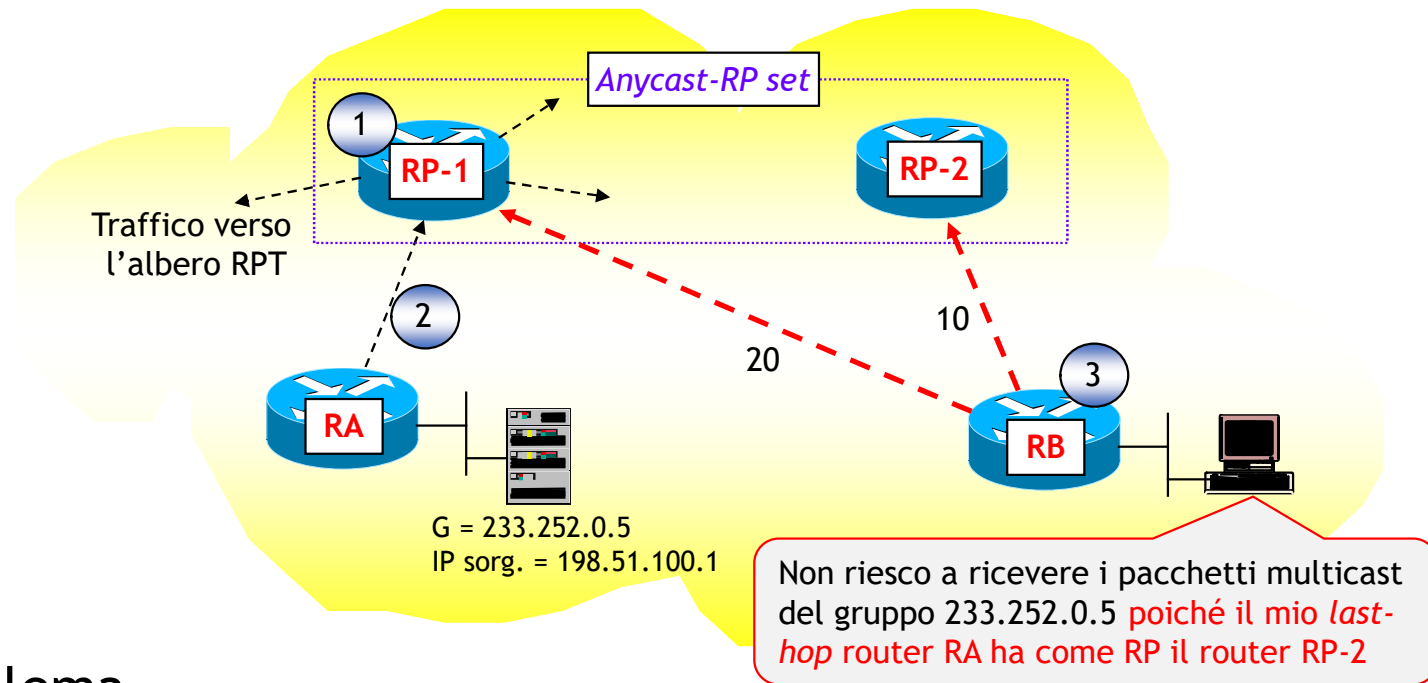 Anycast-RP set
1
RP-1
RP-2
Traffico verso
l'albero RPT
2
10
20
3
RA
RB
G = 233.252.0.5
IP sorg. = 198.51.100.1
Non riesco a ricevere i pacchetti multicast
del gruppo 233.252.0.5 poiché il mio last-
hop router RA ha come RP il router RP-2